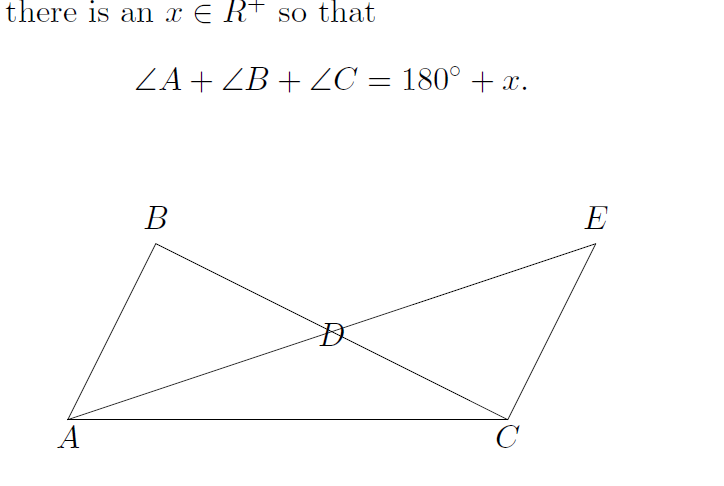 there is an x ∈ R⁺ so that
∠A + ∠B + ∠C = 180° + x.
B
E
D
A
C